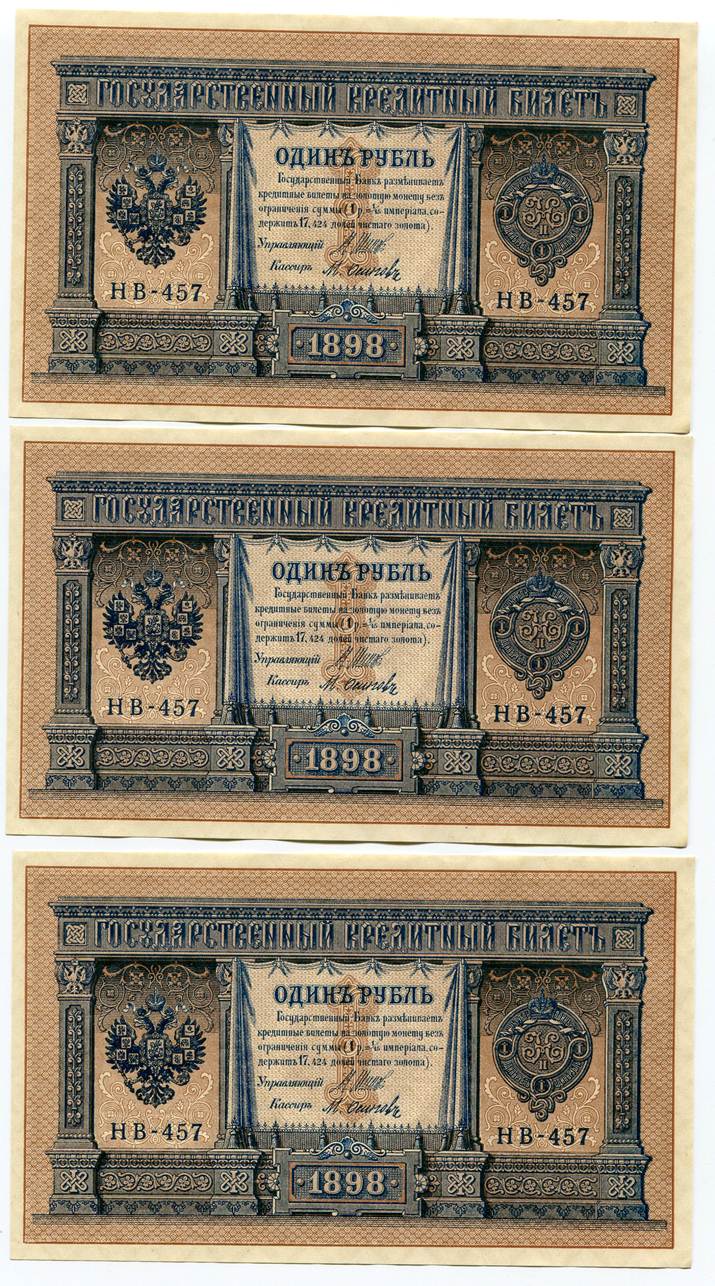 ГОСУДАРСТВЕННЫЙ КРЕДИТНЫЙ БИЛЕТЪ
ОДИНЪ РУБЛЬ
Государственный Банкъ размѣниваетъ
кредитные билеты на золотую монету безъ
ограниченія суммы (1 р.=1/15 имперіала, со-
держитъ 17,424 долей чистаго золота).
Управляющій
Кассиръ М. Осиповъ
НВ-457 НВ-457
1898
ГОСУДАРСТВЕННЫЙ КРЕДИТНЫЙ БИЛЕТЪ
ОДИНЪ РУБЛЬ
Государственный Банкъ размѣниваетъ
кредитные билеты на золотую монету безъ
ограниченія суммы (1 р.=1/15 имперіала, со-
держитъ 17,424 долей чистаго золота).
Управляющій
Кассиръ М. Осиповъ
НВ-457 НВ-457
1898
ГОСУДАРСТВЕННЫЙ КРЕДИТНЫЙ БИЛЕТЪ
ОДИНЪ РУБЛЬ
Государственный Банкъ размѣниваетъ
кредитные билеты на золотую монету безъ
ограниченія суммы (1 р.=1/15 имперіала, со-
держитъ 17,424 долей чистаго золота).
Управляющій
Кассиръ М. Осиповъ
НВ-457 НВ-457
1898